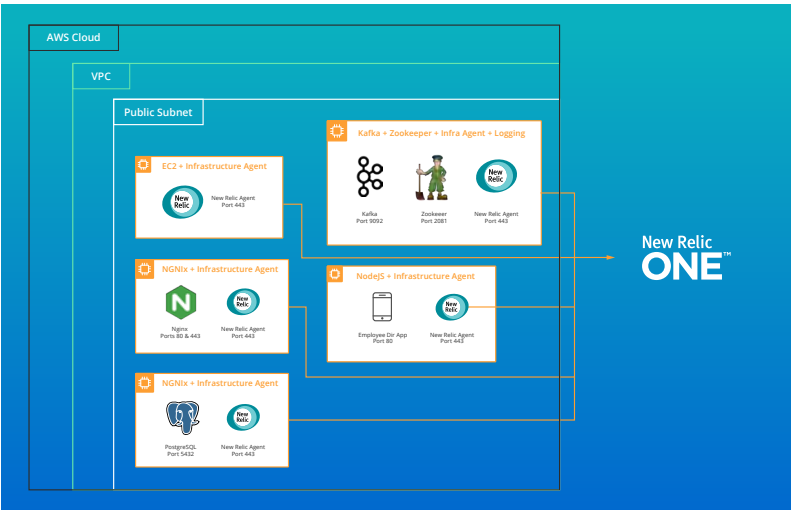 AWS Cloud
VPC
Public Subnet
EC2 + Infrastructure Agent
New
Relic
New Relic Agent
Port 443
Kafka + Zookeeper + Infra Agent + Logging
New
Relic
Kafka
Port 9092
Zookeeer
Port 2081
New Relic Agent
Port 443
New Relic
ONE™
NGNIx + Infrastructure Agent
New
Relic
Nginx
Ports 80 & 443
New Relic Agent
Port 443
NodeJS + Infrastructure Agent
New
Relic
Employee Dir App
Port 80
New Relic Agent
Port 443
NGNIx + Infrastructure Agent
New
Relic
PostgreSQL
Port 5432
New Relic Agent
Port 443